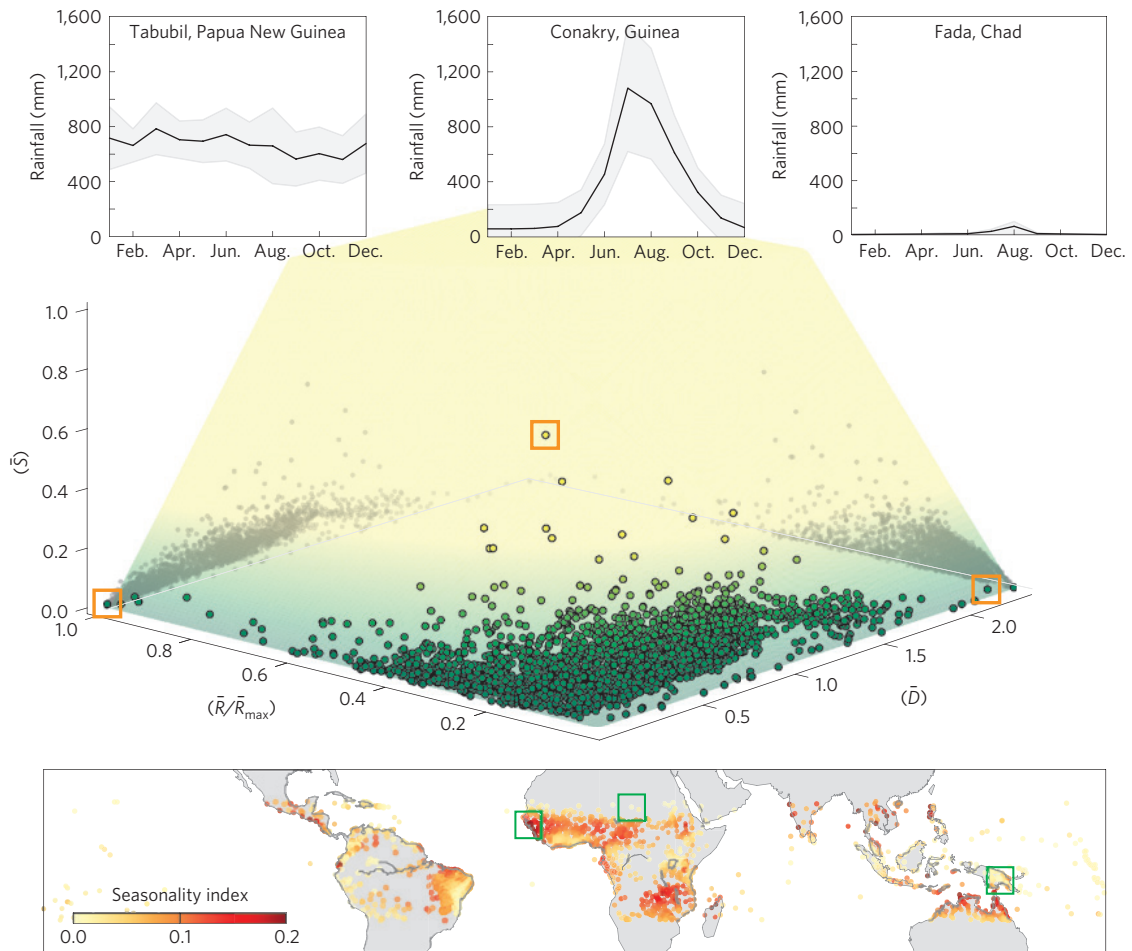 1,600
1,200
800
400
0
Rainfall (mm)
Tabubil, Papua New Guinea
Feb. Apr. Jun. Aug. Oct. Dec.
1,600
1,200
800
400
0
Rainfall (mm)
Conakry, Guinea
Feb. Apr. Jun. Aug. Oct. Dec.
1,600
1,200
800
400
0
Rainfall (mm)
Fada, Chad
Feb. Apr. Jun. Aug. Oct. Dec.
1.0
0.8
0.6
0.4
0.2
0.0
(S̄)
1.0
0.8
0.6
0.4
0.2
(R̄/R̄max)
0.5
1.0
1.5
2.0
(D̄)
Seasonality index
0.0 0.1 0.2